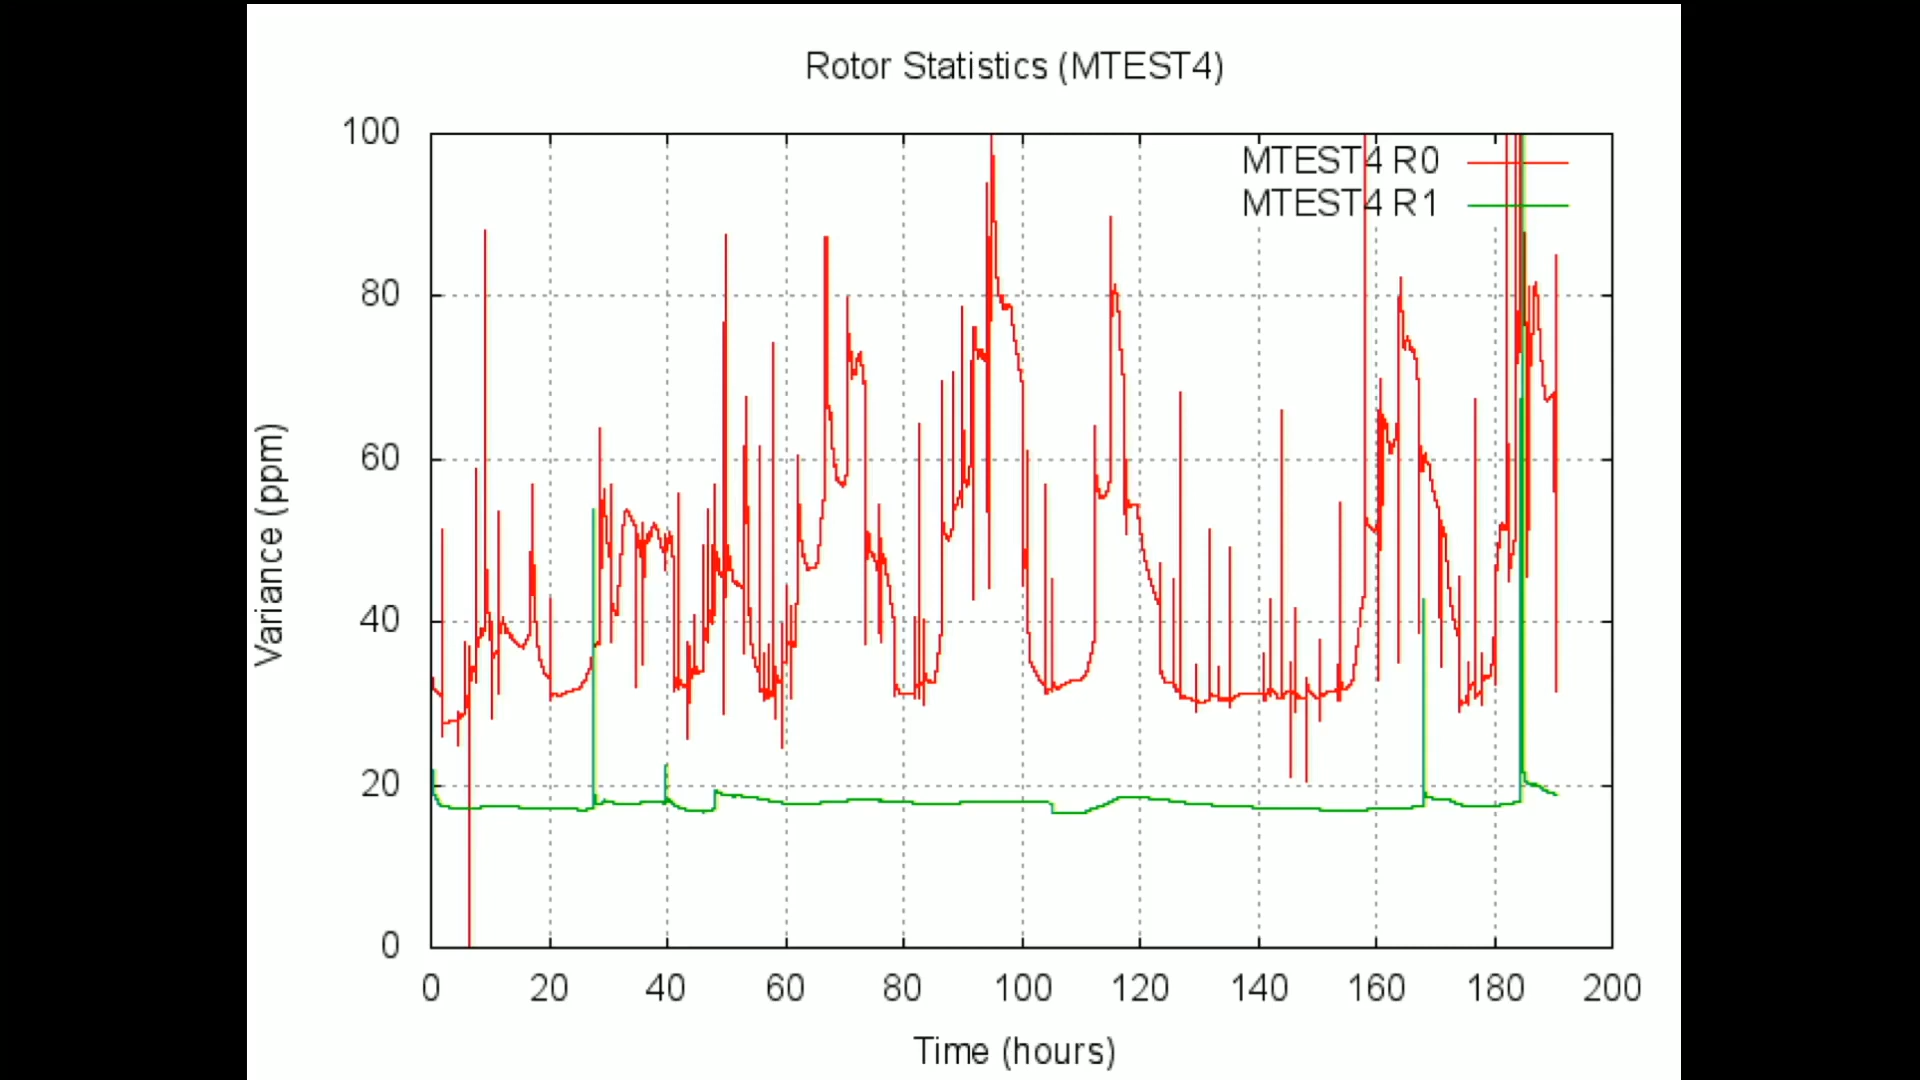 Rotor Statistics (MTEST4)
100
80
60
40
20
0
Variance (ppm)
MTEST4 R0
MTEST4 R1
0 20 40 60 80 100 120 140 160 180 200
Time (hours)